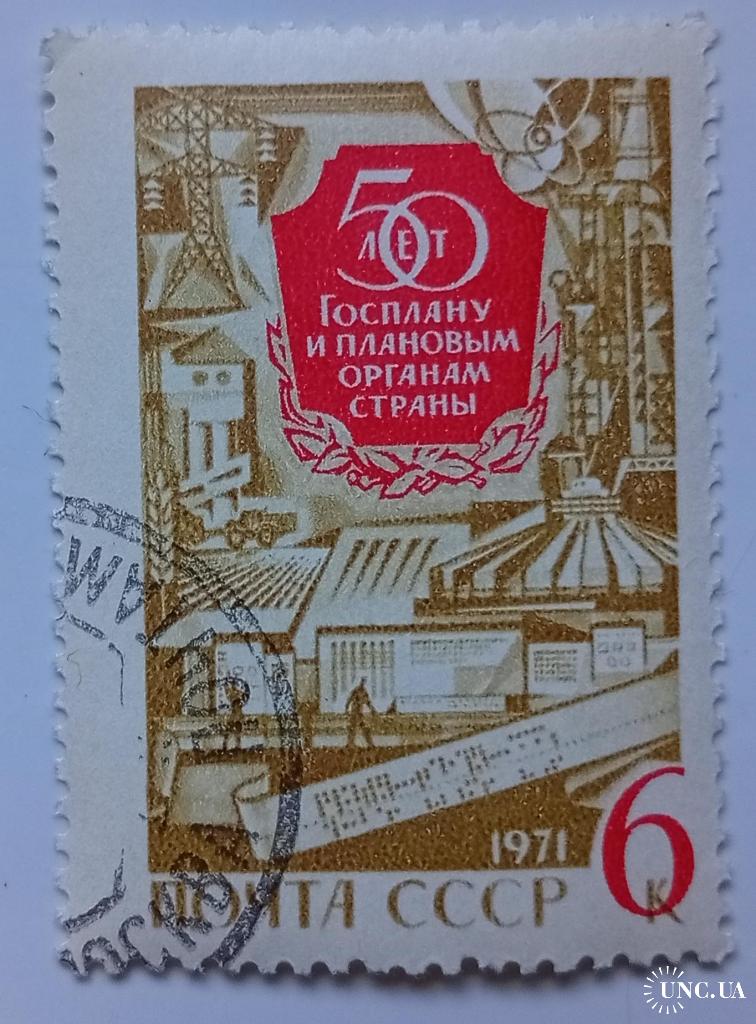 50
ЛЕТ
ГОСПЛАНУ
И ПЛАНОВЫМ
ОРГАНАМ
СТРАНЫ
1971
ПОЧТА СССР 6 К
UNC.UA